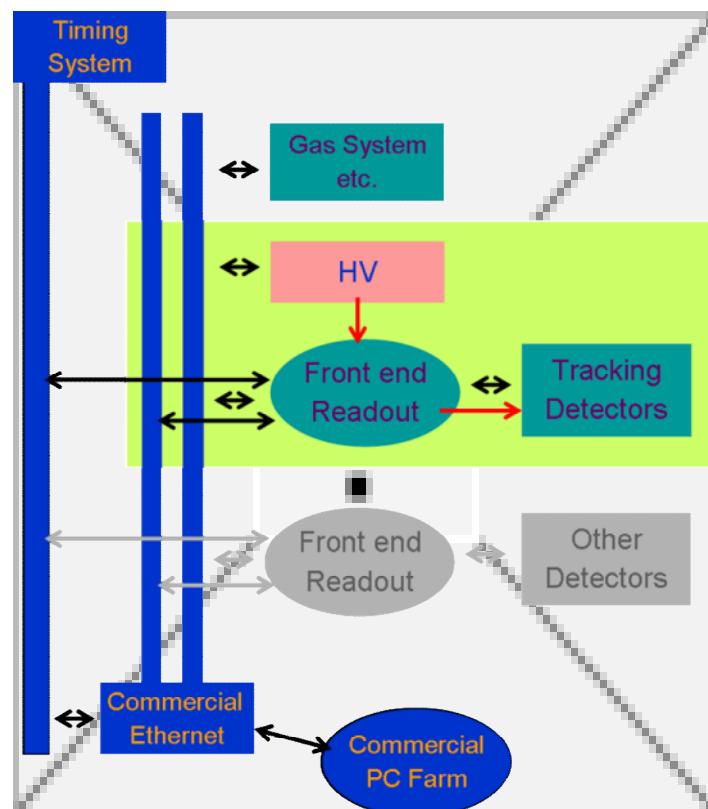 Timing
System
Gas System
etc.
HV
Front end
Readout
Tracking
Detectors
Front end
Readout
Other
Detectors
Commercial
Ethernet
Commercial
PC Farm